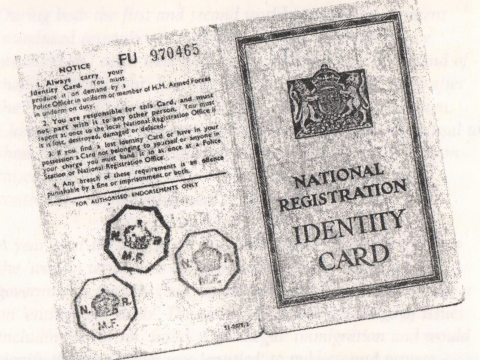 NOTICE
FU 970465
1. Always carry your
Identity Card. You must
produce it on demand by a
Police Officer in uniform or member of H.M. Armed Forces
in uniform on duty.
2. You are responsible for this Card, and must
not part with it to any other person. You must
report at once to the local National Registration Office if
it is lost, destroyed, damaged or defaced.
3. If you find a lost Identity Card or have in your
possession a Card not belonging to yourself or anyone in
your charge you must hand it in at once at a Police
Station or National Registration Office.
4. Any breach of these requirements is an offence
punishable by a fine or imprisonment or both.
FOR AUTHORISED ENDORSEMENTS ONLY
N. R.
M.F.
N. R.
M.F.
N. R.
M.F.
NATIONAL
REGISTRATION
IDENTITY
CARD